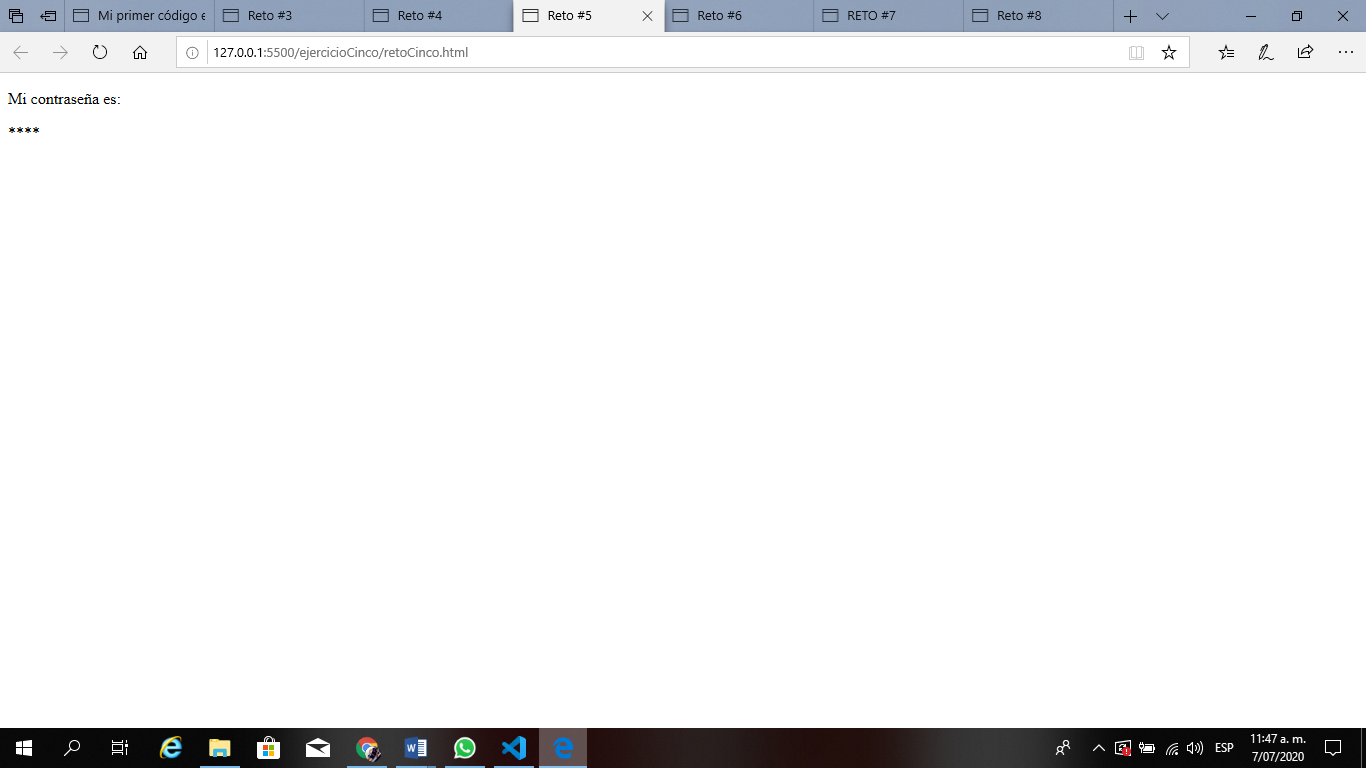 Mi primer código e
Reto #3
Reto #4
Reto #5
Reto #6
RETO #7
Reto #8
127.0.0.1:5500/ejercicioCinco/retoCinco.html
Mi contraseña es:
****
ESP
11:47 a. m.
7/07/2020